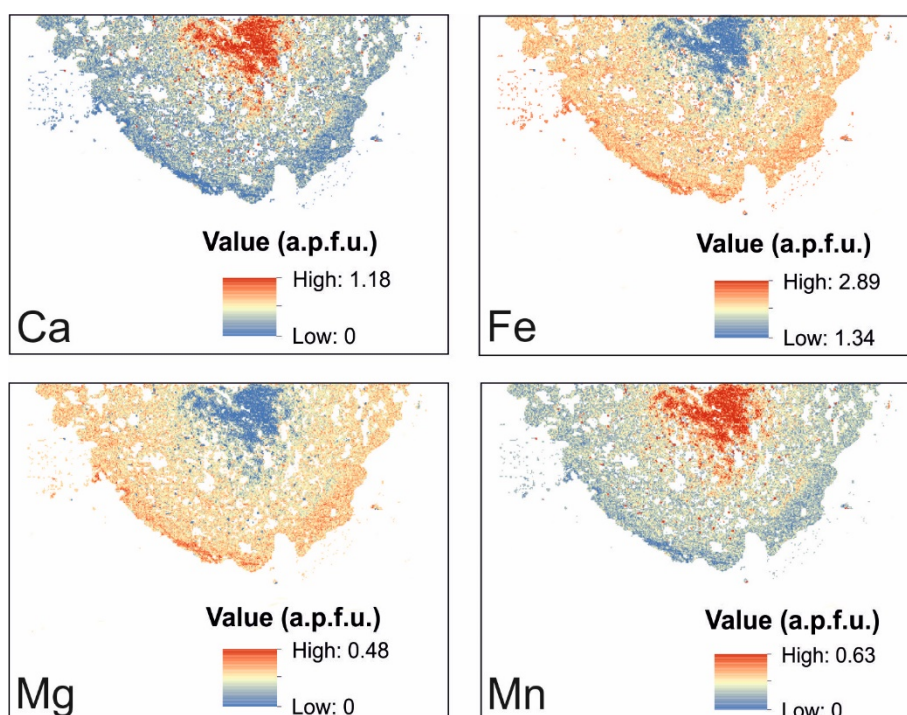 Value (a.p.f.u.)
High: 1.18
Low: 0
Ca
Value (a.p.f.u.)
High: 2.89
Low: 1.34
Fe
Value (a.p.f.u.)
High: 0.48
Low: 0
Mg
Value (a.p.f.u.)
High: 0.63
Low: 0
Mn